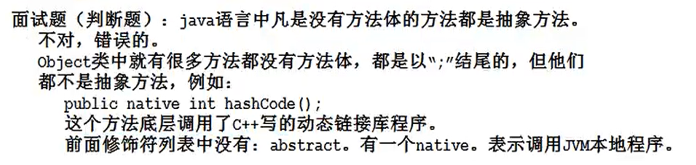 面试题（判断题）：java语言中凡是没有方法体的方法都是抽象方法。
不对，错误的。
Object类中就有很多方法都没有方法体，都是以“;”结尾的，但他们
都不是抽象方法，例如：
public native int hashCode();
这个方法底层调用了C++写的动态链接库程序。
前面修饰符列表中没有：abstract。有一个native。表示调用JVM本地程序。